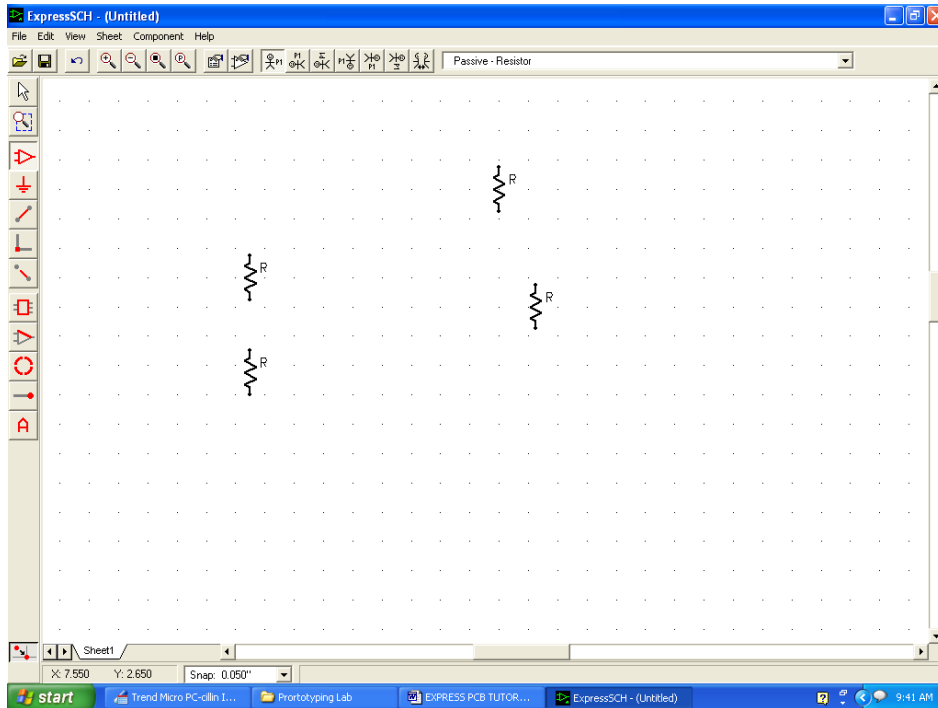 ExpressSCH - (Untitled)
File Edit View Sheet Component Help
Passive - Resistor
R
R
R
R
Sheet1
X: 7.550 Y: 2.650 Snap: 0.050"
start Trend Micro PC-cillin I... Prortotyping Lab EXPRESS PCB TUTOR... ExpressSCH - (Untitled) 9:41 AM